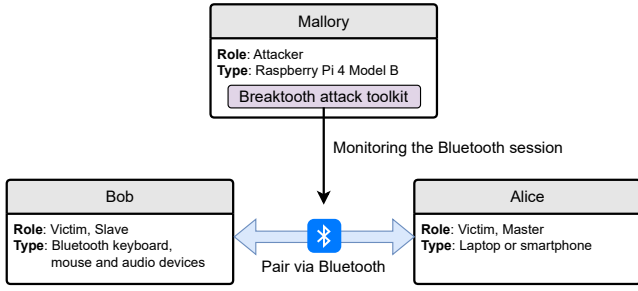 Mallory
Role: Attacker
Type: Raspberry Pi 4 Model B
Breaktooth attack toolkit
Monitoring the Bluetooth session
Bob
Role: Victim, Slave
Type: Bluetooth keyboard,
mouse and audio devices
Pair via Bluetooth
Alice
Role: Victim, Master
Type: Laptop or smartphone